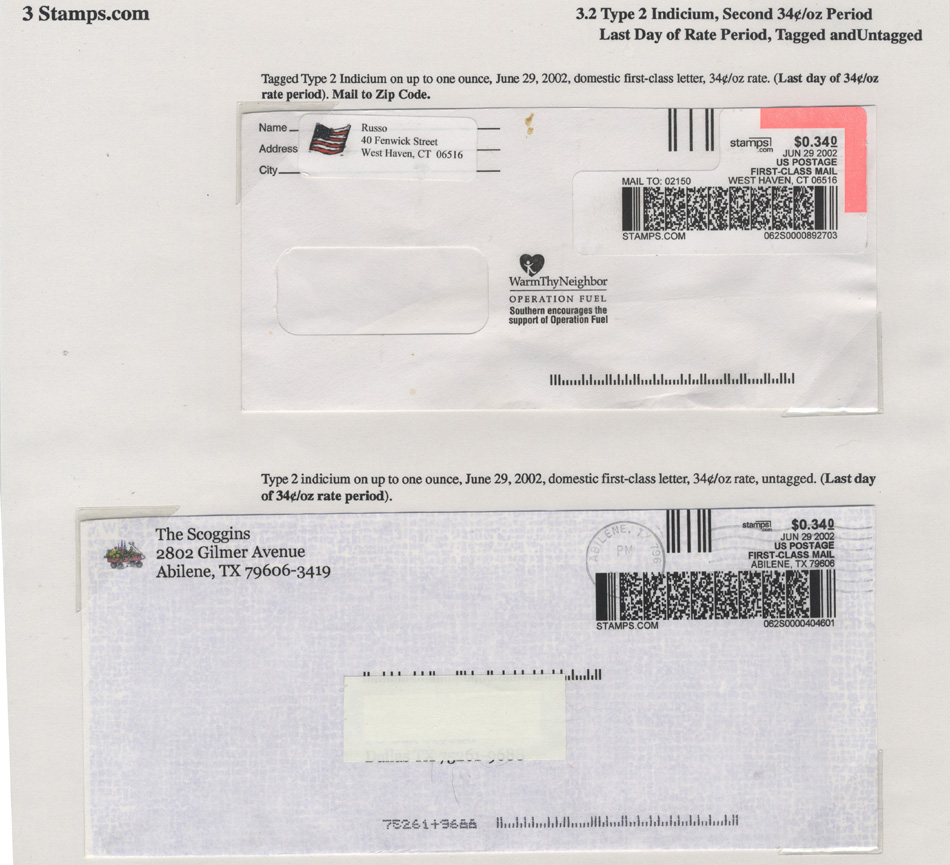 3 Stamps.com
3.2 Type 2 Indicium, Second 34¢/oz Period
Last Day of Rate Period, Tagged andUntagged
Tagged Type 2 Indicium on up to one ounce, June 29, 2002, domestic first-class letter, 34¢/oz rate. (Last day of 34¢/oz
rate period). Mail to Zip Code.
Name
Address
City
Russo
40 Fenwick Street
West Haven, CT 06516
stamps!
.com
$0.340
JUN 29 2002
US POSTAGE
FIRST-CLASS MAIL
MAIL TO: 02150 WEST HAVEN, CT 06516
STAMPS.COM 062S0000892703
WarmThyNeighbor
OPERATION FUEL
Southern encourages the
support of Operation Fuel
Type 2 indicium on up to one ounce, June 29, 2002, domestic first-class letter, 34¢/oz rate, untagged. (Last day
of 34¢/oz rate period).
The Scoggins
2802 Gilmer Avenue
Abilene, TX 79606-3419
ABILENE, TX 796
PM
stamps!
.com
$0.340
JUN 29 2002
US POSTAGE
FIRST-CLASS MAIL
ABILENE, TX 79606
STAMPS.COM 062S0000404601
75261+9688